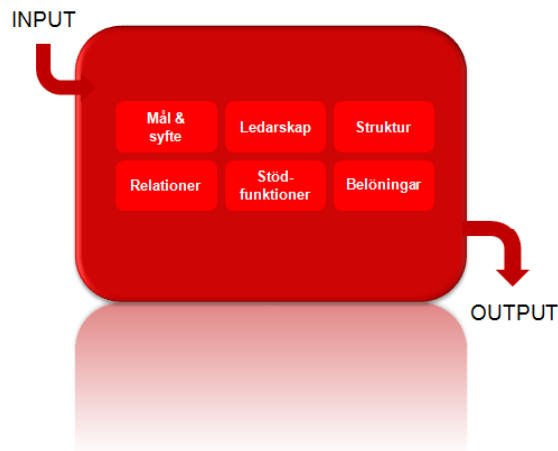 INPUT
Mål &
syfte
Ledarskap
Struktur
Relationer
Stöd-
funktioner
Belöningar
OUTPUT